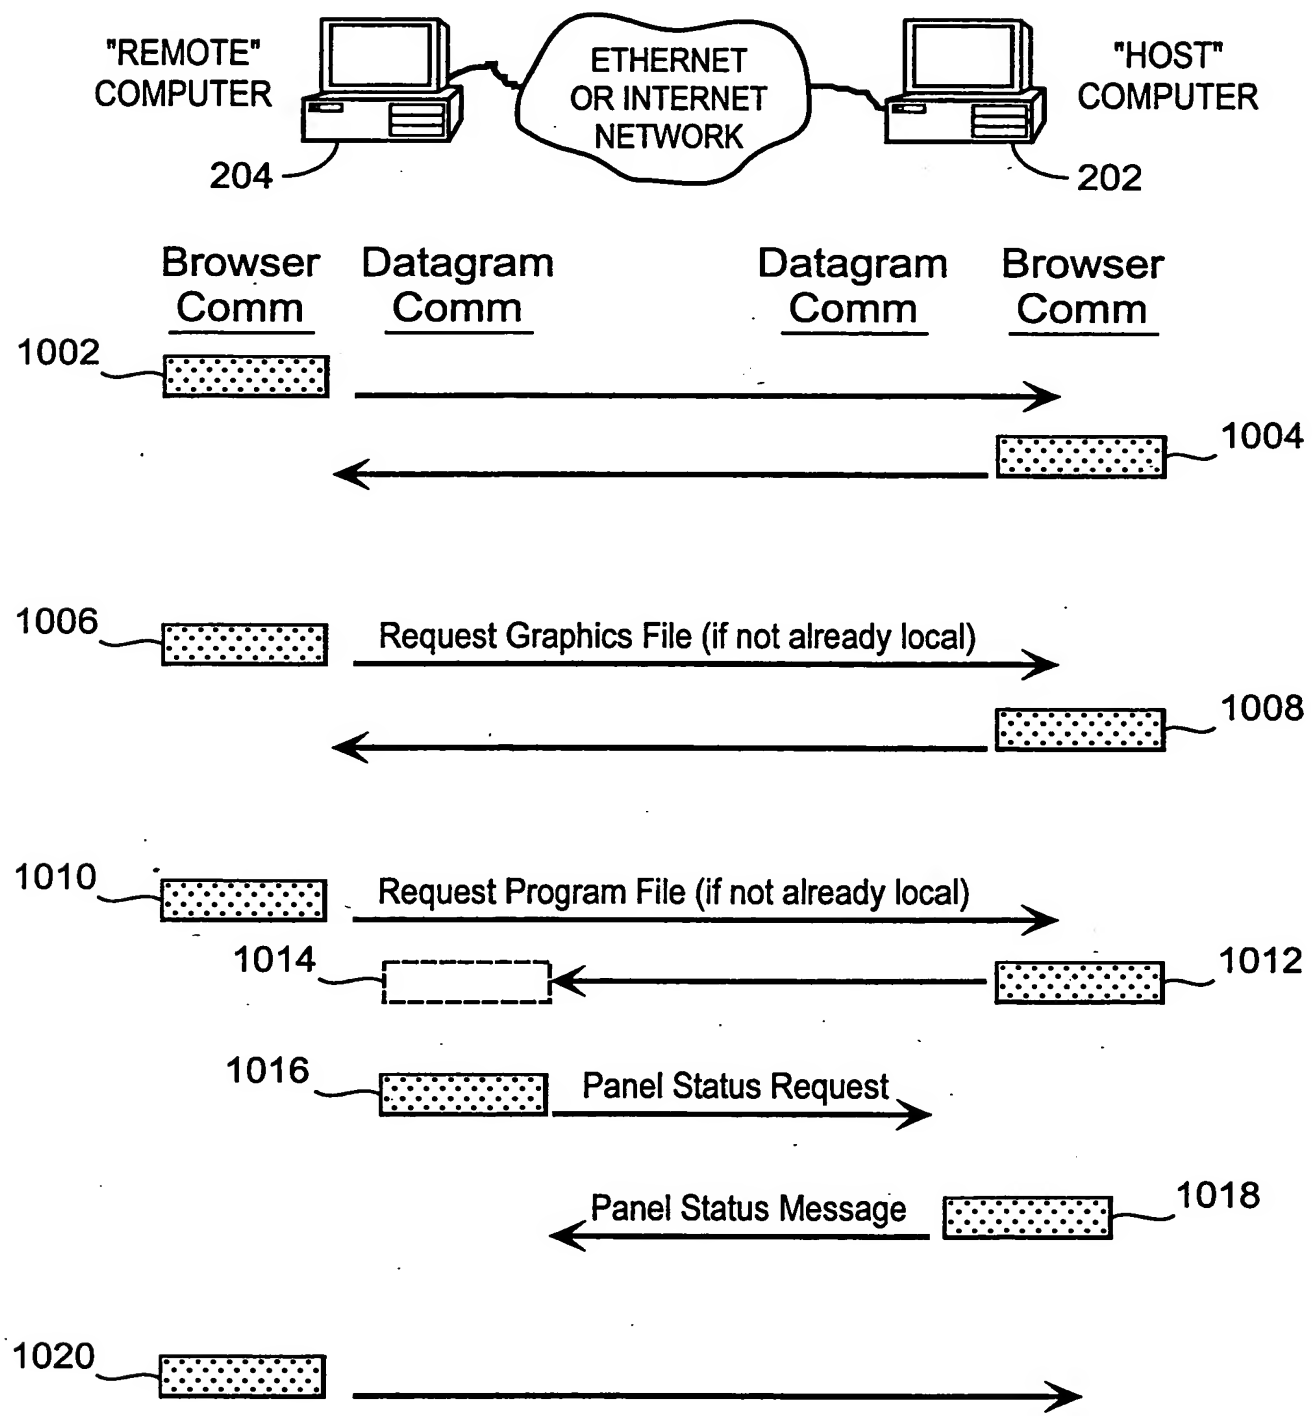 "REMOTE"
COMPUTER
ETHERNET
OR INTERNET
NETWORK
"HOST"
COMPUTER
204
202
Browser
Comm
Datagram
Comm
Datagram
Comm
Browser
Comm
1002
1004
1006
Request Graphics File (if not already local)
1008
1010
Request Program File (if not already local)
1014
1012
1016
Panel Status Request
Panel Status Message
1018
1020